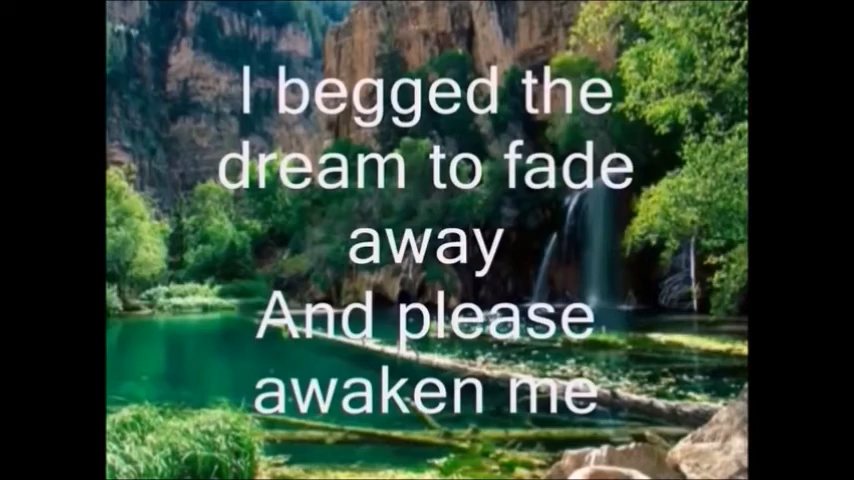 I begged the
dream to fade
away
And please
awaken me